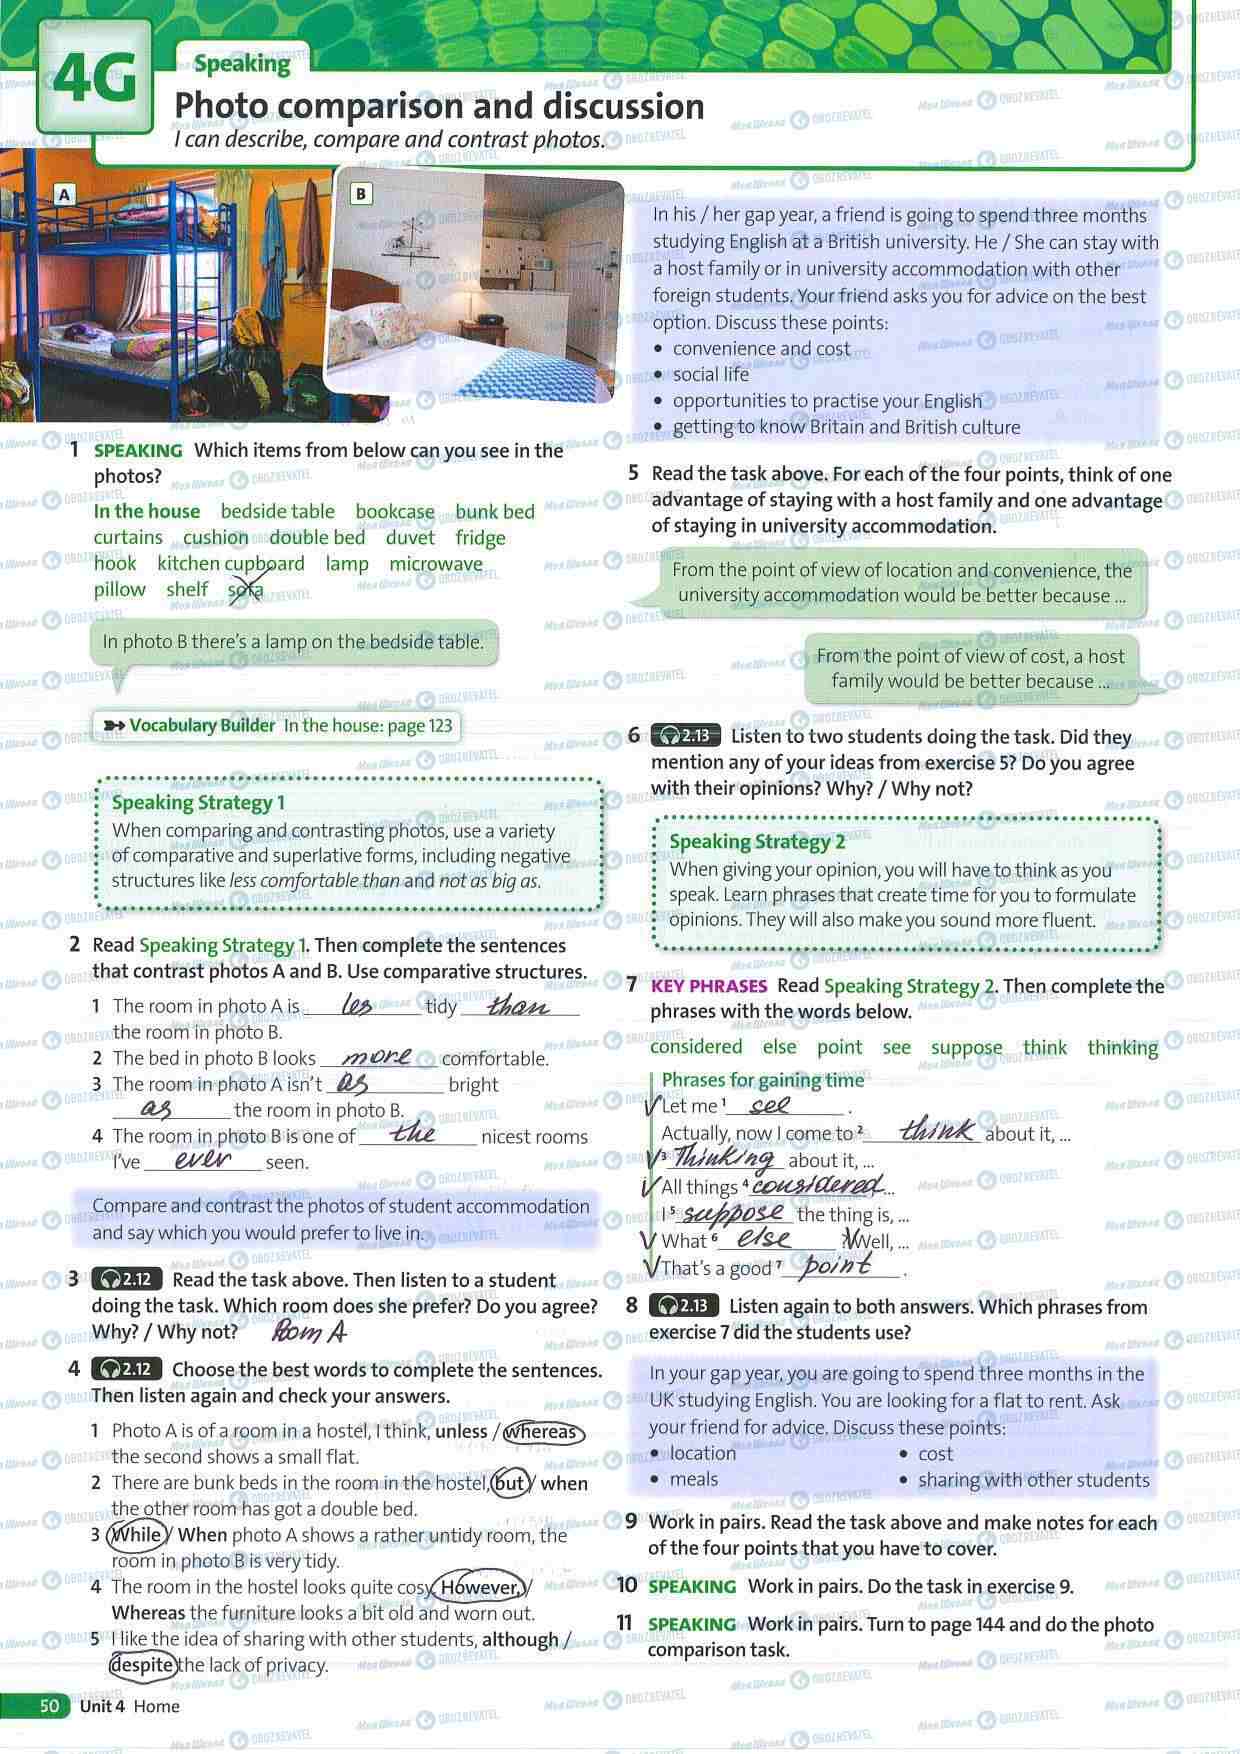 4G
Speaking
Photo comparison and discussion
I can describe, compare and contrast photos.
A
B
1 SPEAKING Which items from below can you see in the
photos?
In the house bedside table bookcase bunk bed
curtains cushion double bed duvet fridge
hook kitchen cupboard lamp microwave
pillow shelf sofa
In photo B there's a lamp on the bedside table.
Vocabulary Builder In the house: page 123
Speaking Strategy 1
When comparing and contrasting photos, use a variety
of comparative and superlative forms, including negative
structures like less comfortable than and not as big as.
2 Read Speaking Strategy 1. Then complete the sentences
that contrast photos A and B. Use comparative structures.
1 The room in photo A is les tidy than
the room in photo B.
2 The bed in photo B looks more comfortable.
3 The room in photo A isn't as bright
as the room in photo B.
4 The room in photo B is one of the nicest rooms
I've ever seen.
Compare and contrast the photos of student accommodation
and say which you would prefer to live in.
3 2.12 Read the task above. Then listen to a student
doing the task. Which room does she prefer? Do you agree?
Why? / Why not? Room A
4 2.12 Choose the best words to complete the sentences.
Then listen again and check your answers.
1 Photo A is of a room in a hostel, I think, unless / whereas
the second shows a small flat.
2 There are bunk beds in the room in the hostel, but / when
the other room has got a double bed.
3 While / When photo A shows a rather untidy room, the
room in photo B is very tidy.
4 The room in the hostel looks quite cosy. However, /
Whereas the furniture looks a bit old and worn out.
5 I like the idea of sharing with other students, although /
despite the lack of privacy.
50 Unit 4 Home
In his / her gap year, a friend is going to spend three months
studying English at a British university. He / She can stay with
a host family or in university accommodation with other
foreign students. Your friend asks you for advice on the best
option. Discuss these points:
• convenience and cost
• social life
• opportunities to practise your English
• getting to know Britain and British culture
5 Read the task above. For each of the four points, think of one
advantage of staying with a host family and one advantage
of staying in university accommodation.
From the point of view of location and convenience, the
university accommodation would be better because ...
From the point of view of cost, a host
family would be better because ...
6 2.13 Listen to two students doing the task. Did they
mention any of your ideas from exercise 5? Do you agree
with their opinions? Why? / Why not?
Speaking Strategy 2
When giving your opinion, you will have to think as you
speak. Learn phrases that create time for you to formulate
opinions. They will also make you sound more fluent.
7 KEY PHRASES Read Speaking Strategy 2. Then complete the
phrases with the words below.
considered else point see suppose think thinking
Phrases for gaining time
Let me 1 see .
Actually, now I come to 2 think about it, ...
3 Thinking about it, ...
All things 4 considered, ...
I 5 suppose the thing is, ...
What 6 else ? Well, ...
That's a good 7 point .
8 2.13 Listen again to both answers. Which phrases from
exercise 7 did the students use?
In your gap year, you are going to spend three months in the
UK studying English. You are looking for a flat to rent. Ask
your friend for advice. Discuss these points:
• location • cost
• meals • sharing with other students
9 Work in pairs. Read the task above and make notes for each
of the four points that you have to cover.
10 SPEAKING Work in pairs. Do the task in exercise 9.
11 SPEAKING Work in pairs. Turn to page 144 and do the photo
comparison task.
Моя Школа OBOZREVATEL